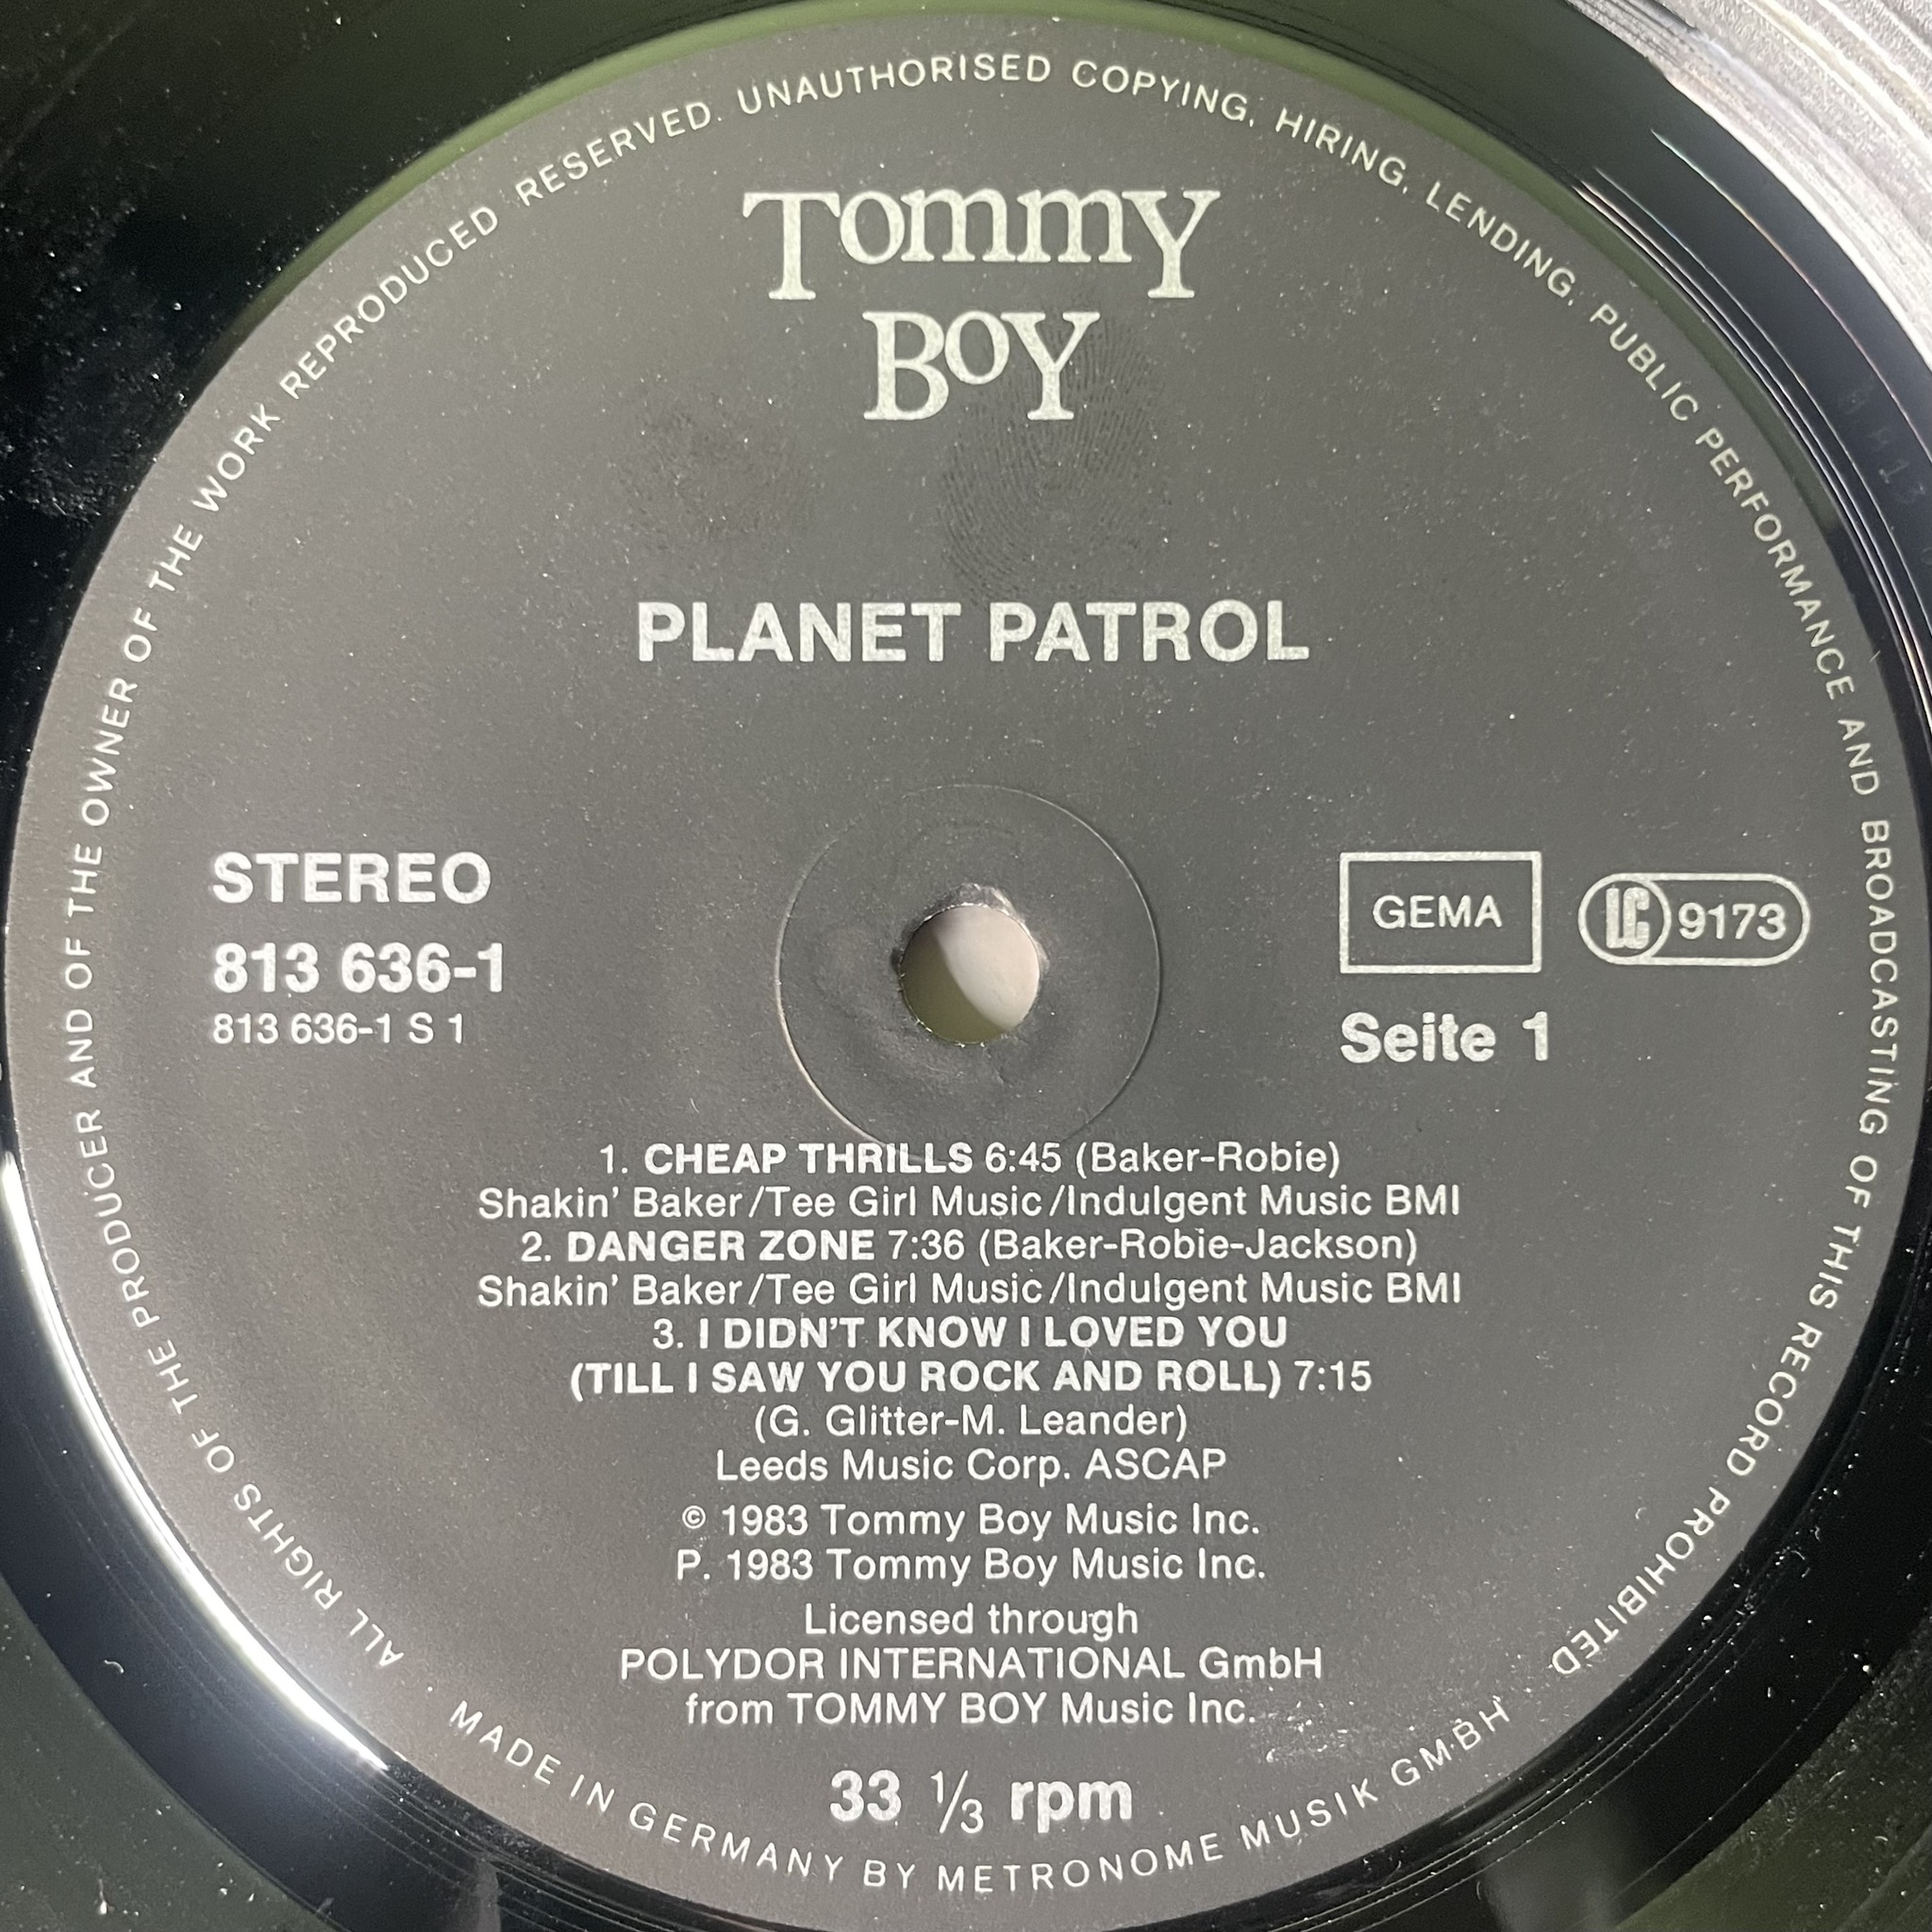 ALL RIGHTS OF THE PRODUCER AND OF THE OWNER OF THE WORK REPRODUCED RESERVED. UNAUTHORISED COPYING, HIRING, LENDING, PUBLIC PERFORMANCE AND BROADCASTING OF THIS RECORD PROHIBITED
TOMMY
BOY
PLANET PATROL
STEREO
813 636-1
813 636-1 S 1
GEMA
LC 9173
Seite 1
1. CHEAP THRILLS 6:45 (Baker-Robie)
Shakin' Baker/Tee Girl Music/Indulgent Music BMI
2. DANGER ZONE 7:36 (Baker-Robie-Jackson)
Shakin' Baker/Tee Girl Music/Indulgent Music BMI
3. I DIDN'T KNOW I LOVED YOU
(TILL I SAW YOU ROCK AND ROLL) 7:15
(G. Glitter-M. Leander)
Leeds Music Corp. ASCAP
© 1983 Tommy Boy Music Inc.
P. 1983 Tommy Boy Music Inc.
Licensed through
POLYDOR INTERNATIONAL GmbH
from TOMMY BOY Music Inc.
33 1/3 rpm
MADE IN GERMANY BY METRONOME MUSIK GMBH